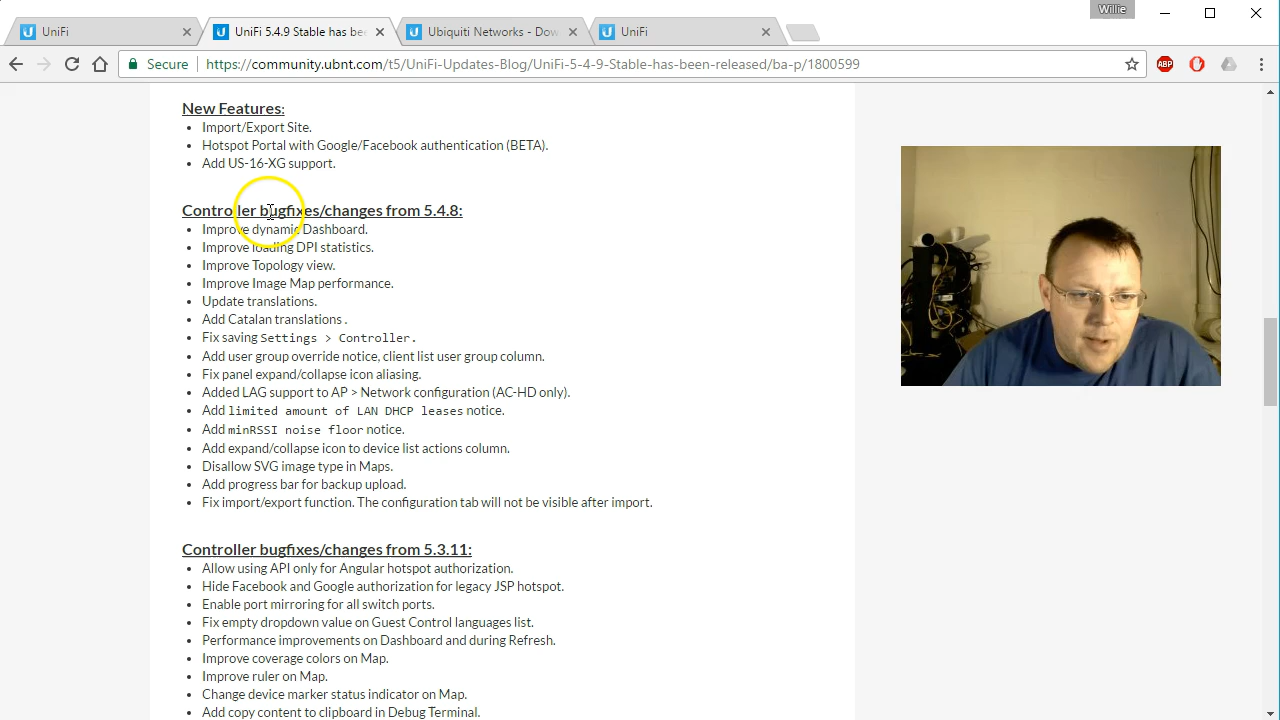 Willie
UniFi
UniFi 5.4.9 Stable has be
Ubiquiti Networks - Dow
UniFi
Secure
https://community.ubnt.com/t5/UniFi-Updates-Blog/UniFi-5-4-9-Stable-has-been-released/ba-p/1800599
ABP
New Features:
• Import/Export Site.
• Hotspot Portal with Google/Facebook authentication (BETA).
• Add US-16-XG support.
Controller bugfixes/changes from 5.4.8:
• Improve dynamic Dashboard.
• Improve loading DPI statistics.
• Improve Topology view.
• Improve Image Map performance.
• Update translations.
• Add Catalan translations .
• Fix saving Settings > Controller.
• Add user group override notice, client list user group column.
• Fix panel expand/collapse icon aliasing.
• Added LAG support to AP > Network configuration (AC-HD only).
• Add limited amount of LAN DHCP leases notice.
• Add minRSSI noise floor notice.
• Add expand/collapse icon to device list actions column.
• Disallow SVG image type in Maps.
• Add progress bar for backup upload.
• Fix import/export function. The configuration tab will not be visible after import.
Controller bugfixes/changes from 5.3.11:
• Allow using API only for Angular hotspot authorization.
• Hide Facebook and Google authorization for legacy JSP hotspot.
• Enable port mirroring for all switch ports.
• Fix empty dropdown value on Guest Control languages list.
• Performance improvements on Dashboard and during Refresh.
• Improve coverage colors on Map.
• Improve ruler on Map.
• Change device marker status indicator on Map.
• Add copy content to clipboard in Debug Terminal.